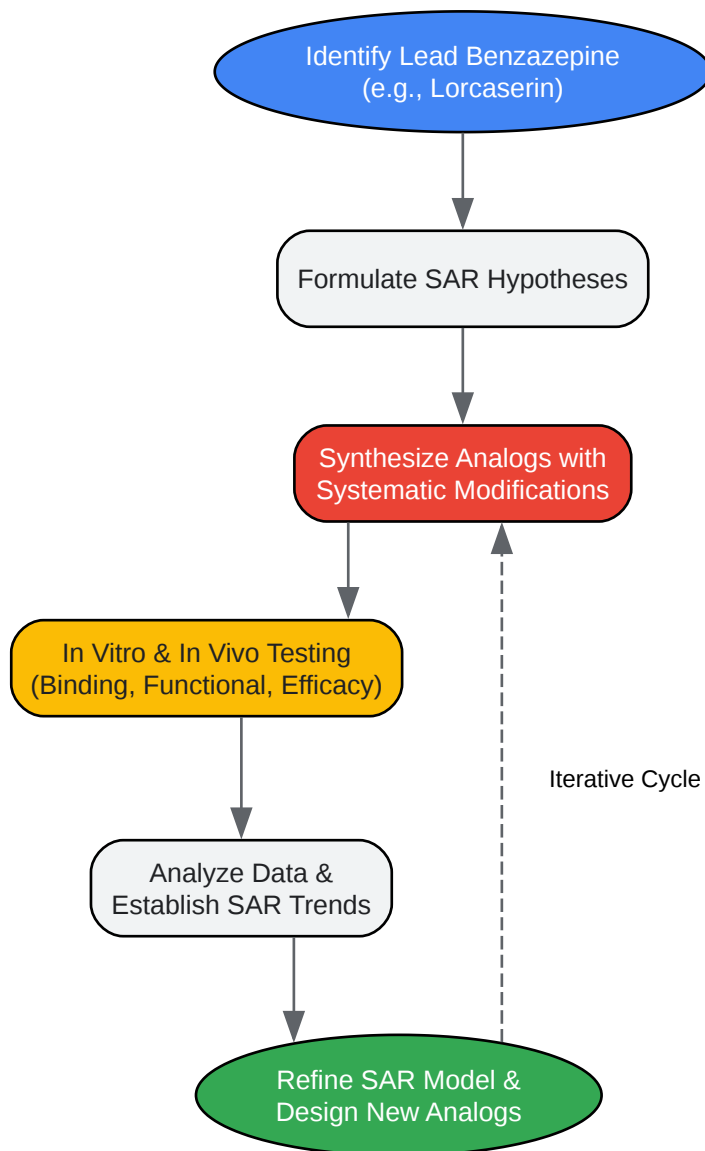 Identify Lead Benzazepine
(e.g., Lorcaserin)
Formulate SAR Hypotheses
Synthesize Analogs with
Systematic Modifications
In Vitro & In Vivo Testing
(Binding, Functional, Efficacy)
Iterative Cycle
Analyze Data &
Establish SAR Trends
Refine SAR Model &
Design New Analogs